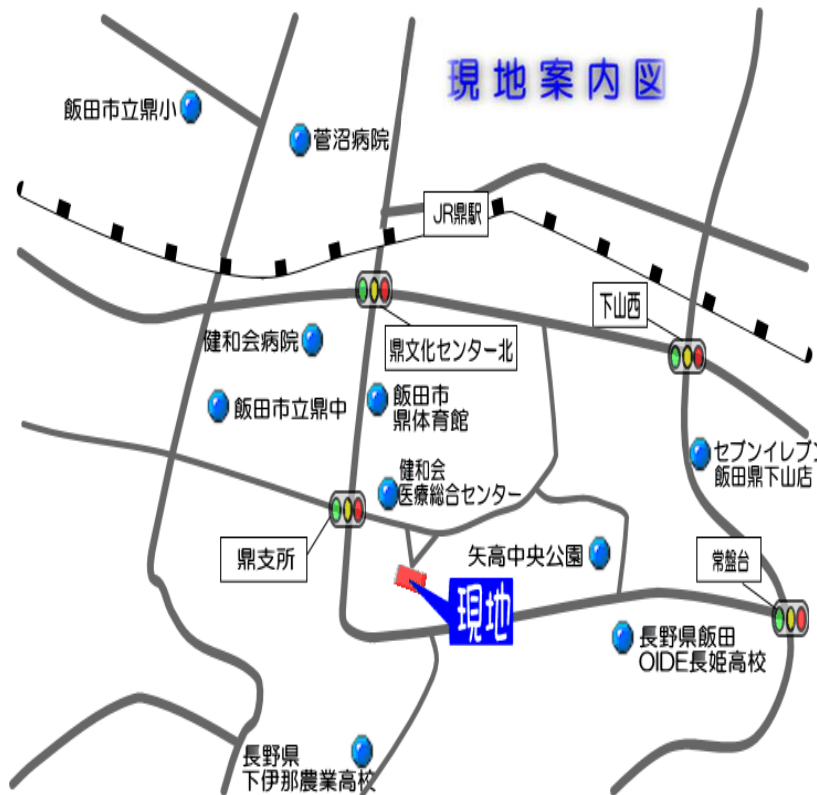 現地案内図
飯田市立鼎小
菅沼病院
JR鼎駅
下山西
健和会病院
鼎文化センター北
飯田市立鼎中
飯田市
鼎体育館
セブンイレブン
飯田鼎下山店
健和会
医療総合センター
鼎支所
矢高中央公園
常盤台
現地
長野県飯田
OIDE長姫高校
長野県
下伊那農業高校